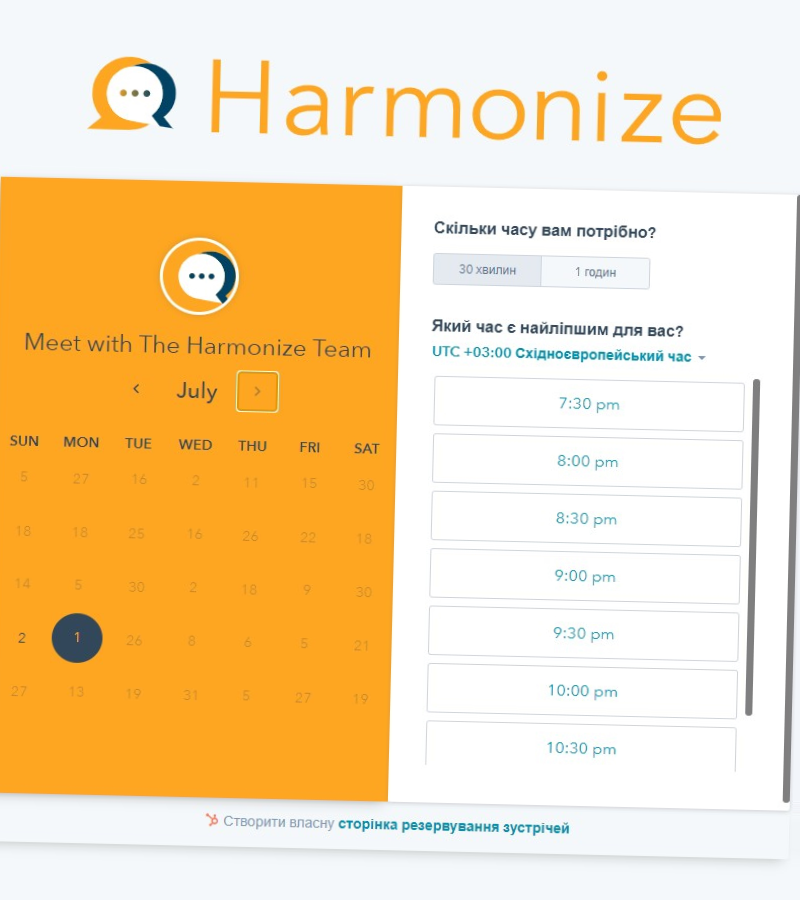 Harmonize
Meet with The Harmonize Team
July
SUN MON TUE WED THU FRI SAT
5 27 16 2 11 15 30
18 18 25 16 26 22 18
14 5 30 2 18 9 30
2 1 26 8 6 5 21
27 13 19 31 5 27 19
Скільки часу вам потрібно?
30 хвилин 1 годин
Який час є найліпшим для вас?
UTC +03:00 Східноєвропейський час
7:30 pm
8:00 pm
8:30 pm
9:00 pm
9:30 pm
10:00 pm
10:30 pm
Створити власну сторінка резервування зустрічей